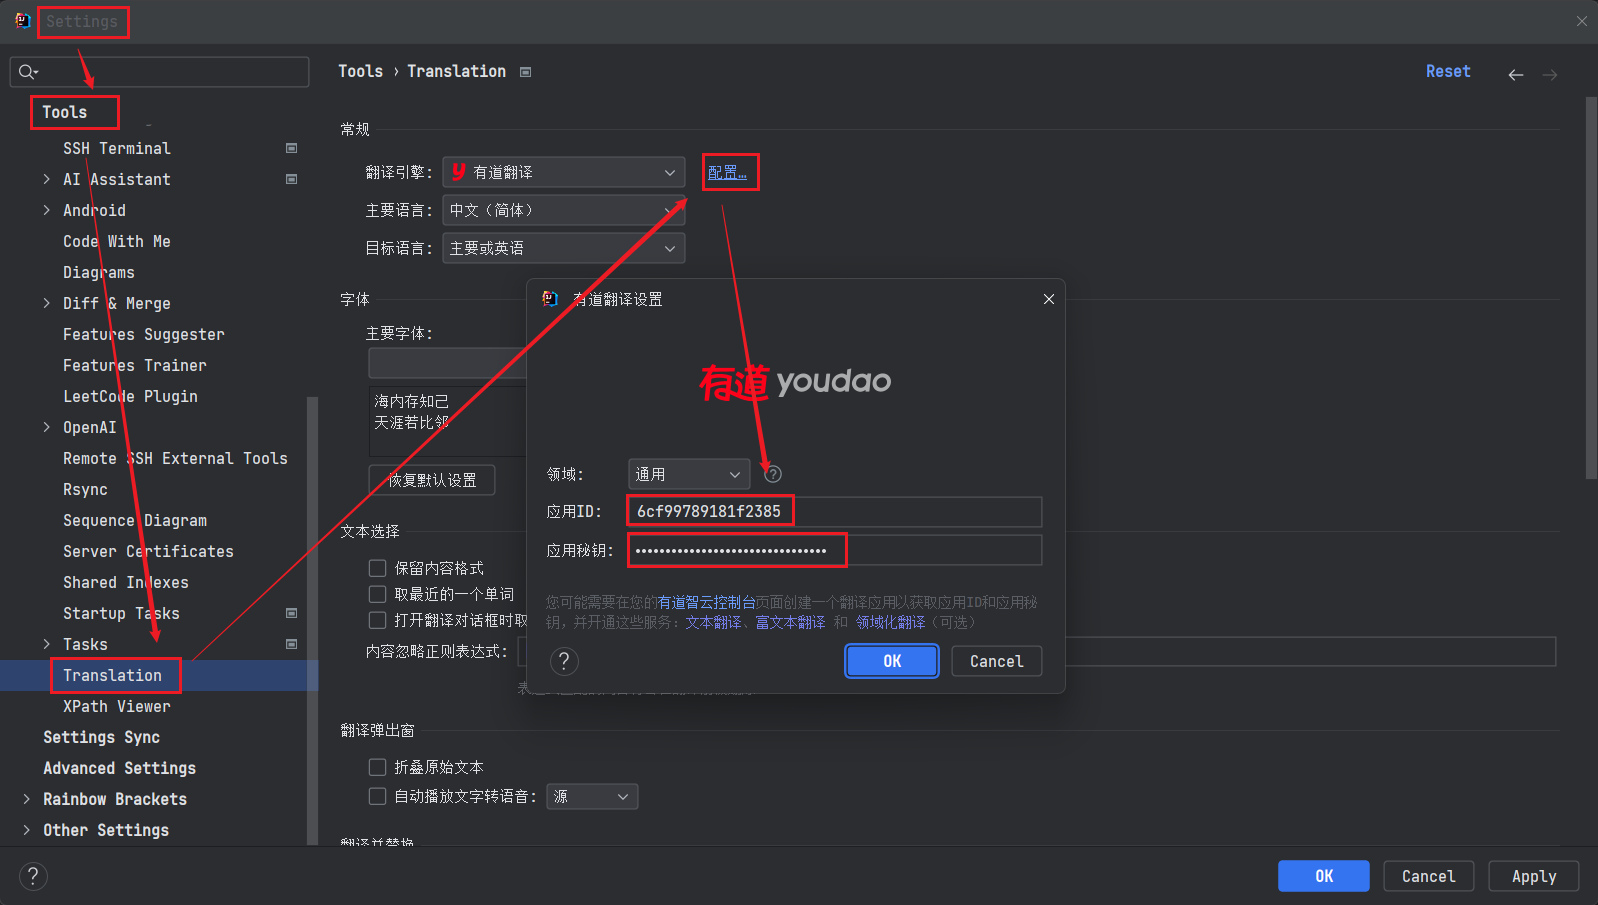 Settings
Tools
SSH Terminal
AI Assistant
Android
Code With Me
Diagrams
Diff & Merge
Features Suggester
Features Trainer
LeetCode Plugin
OpenAI
Remote SSH External Tools
Rsync
Sequence Diagram
Server Certificates
Shared Indexes
Startup Tasks
Tasks
Translation
XPath Viewer
Settings Sync
Advanced Settings
Rainbow Brackets
Other Settings
Tools › Translation
Reset
常规
翻译引擎: 有道翻译 配置...
主要语言: 中文（简体）
目标语言: 主要或英语
字体
主要字体:
海内存知己
天涯若比邻
恢复默认设置
文本选择
保留内容格式
取最近的一个单词
打开翻译对话框时取
内容忽略正则表达式:
翻译弹出窗
折叠原始文本
自动播放文字转语音: 源
翻译并替换
有道翻译设置
有道 youdao
领域: 通用
应用ID: 6cf99789181f2385
应用秘钥: ••••••••••••••••••••••••••••••••
您可能需要在您的有道智云控制台页面创建一个翻译应用以获取应用ID和应用秘
钥，并开通这些服务：文本翻译、富文本翻译 和 领域化翻译（可选）
OK Cancel
OK Cancel Apply